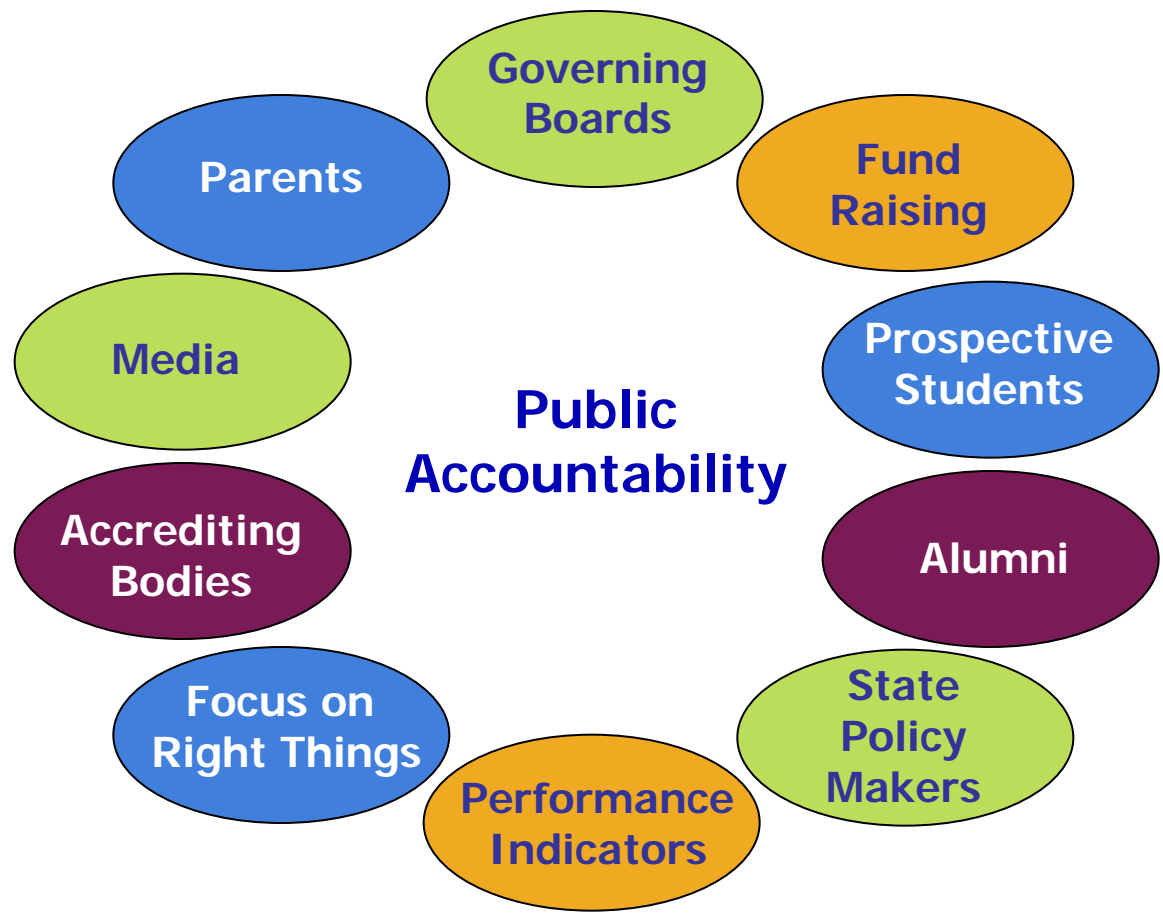 Governing
Boards
Fund
Raising
Prospective
Students
Alumni
State
Policy
Makers
Performance
Indicators
Focus on
Right Things
Accrediting
Bodies
Media
Parents
Public
Accountability